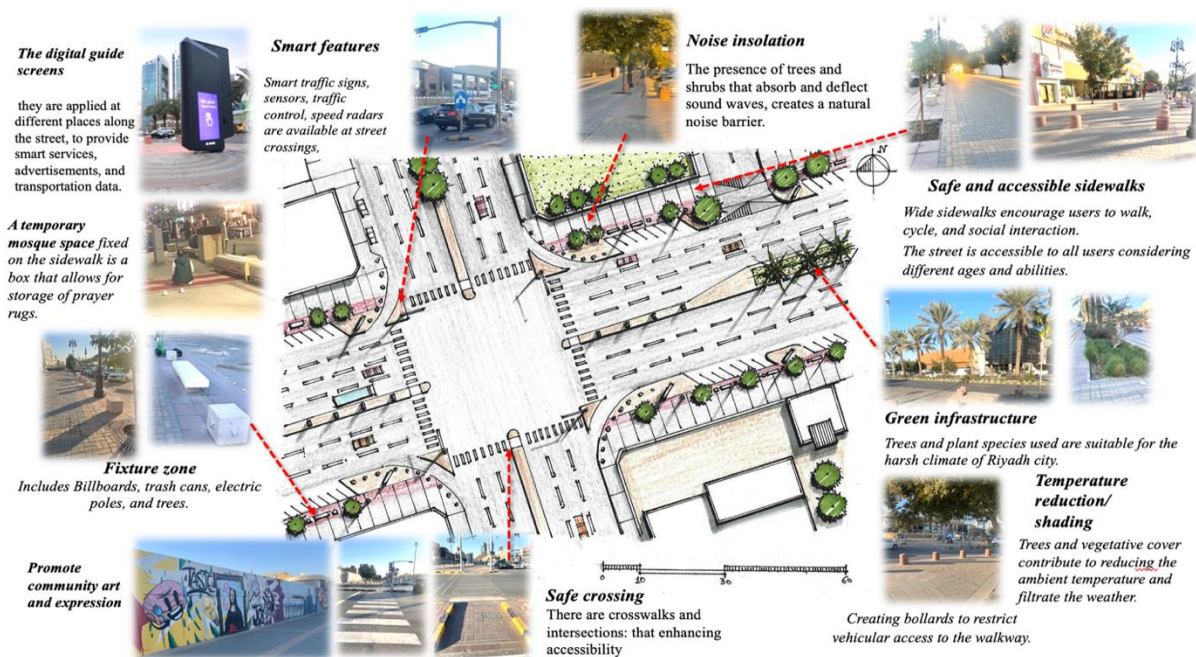 The digital guide
screens
they are applied at
different places along
the street, to provide
smart services,
advertisements, and
transportation data.
Smart features
Smart traffic signs,
sensors, traffic
control, speed radars
are available at street
crossings,
Noise insolation
The presence of trees and
shrubs that absorb and deflect
sound waves, creates a natural
noise barrier.
N
Safe and accessible sidewalks
Wide sidewalks encourage users to walk,
cycle, and social interaction.
The street is accessible to all users considering
different ages and abilities.
A temporary
mosque space fixed
on the sidewalk is a
box that allows for
storage of prayer
rugs.
Fixture zone
Includes Billboards, trash cans, electric
poles, and trees.
Green infrastructure
Trees and plant species used are suitable for the
harsh climate of Riyadh city.
Temperature
reduction/
shading
Trees and vegetative cover
contribute to reducing the
ambient temperature and
filtrate the weather.
Creating bollards to restrict
vehicular access to the walkway.
Promote
community art
and expression
Safe crossing
There are crosswalks and
intersections: that enhancing
accessibility
0 10 30 60